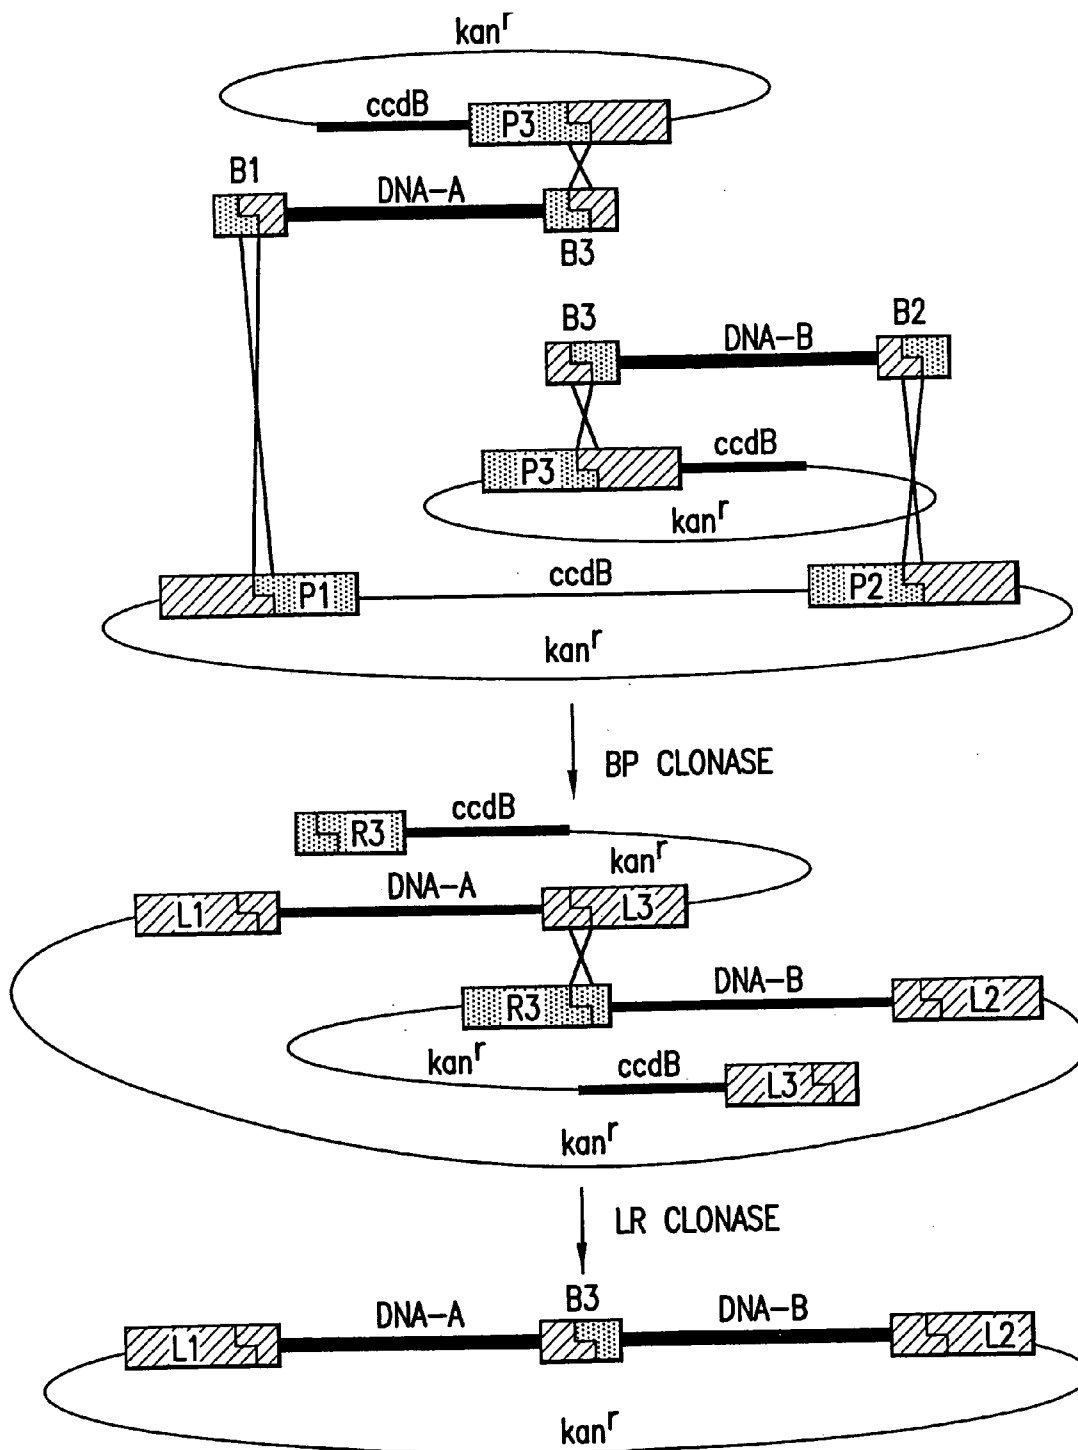 kanr
ccdB
P3
B1
DNA-A
B3
B3
DNA-B
B2
ccdB
P3
kanr
ccdB
P1
P2
kanr
BP CLONASE
ccdB
R3
kanr
DNA-A
L1
L3
DNA-B
R3
L2
kanr
ccdB
L3
kanr
LR CLONASE
B3
DNA-A
DNA-B
L1
L2
kanr